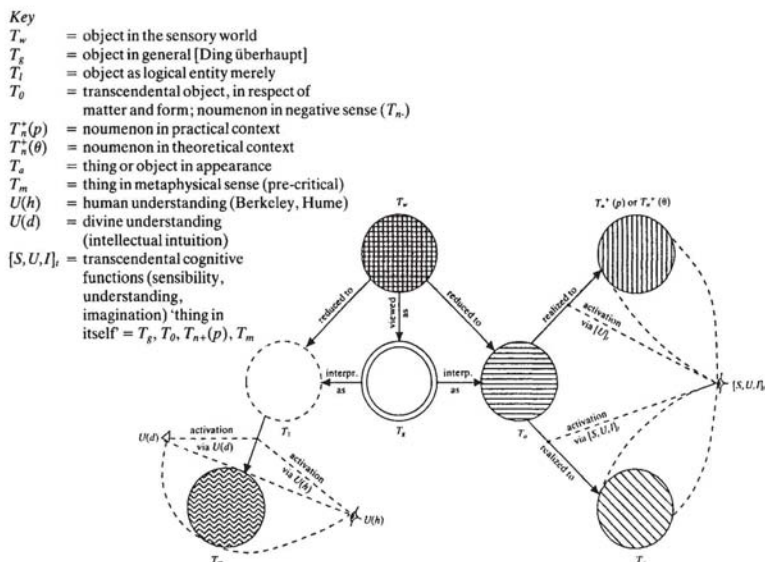 Key
T_w = object in the sensory world
T_g = object in general [Ding überhaupt]
T_l = object as logical entity merely
T_0 = transcendental object, in respect of
matter and form; noumenon in negative sense (T_n-)
T_n^+(p) = noumenon in practical context
T_n^+(θ) = noumenon in theoretical context
T_a = thing or object in appearance
T_m = thing in metaphysical sense (pre-critical)
U(h) = human understanding (Berkeley, Hume)
U(d) = divine understanding
(intellectual intuition)
[S, U, I]_t = transcendental cognitive
functions (sensibility,
understanding,
imagination) 'thing in
itself' = T_g, T_0, T_n+(p), T_m
T_w
T_n^+ (p) or T_n^+ (θ)
reduced to
viewed
as
reduced to
realized to
activation
via [U]_t
interpr.
as
interp.
as
[S, U, I]_t
T_l
T_g
T_o
activation
via [S, U, I]_t
realized to
U(d)
activation
via U(d)
activation
via U(h)
U(h)